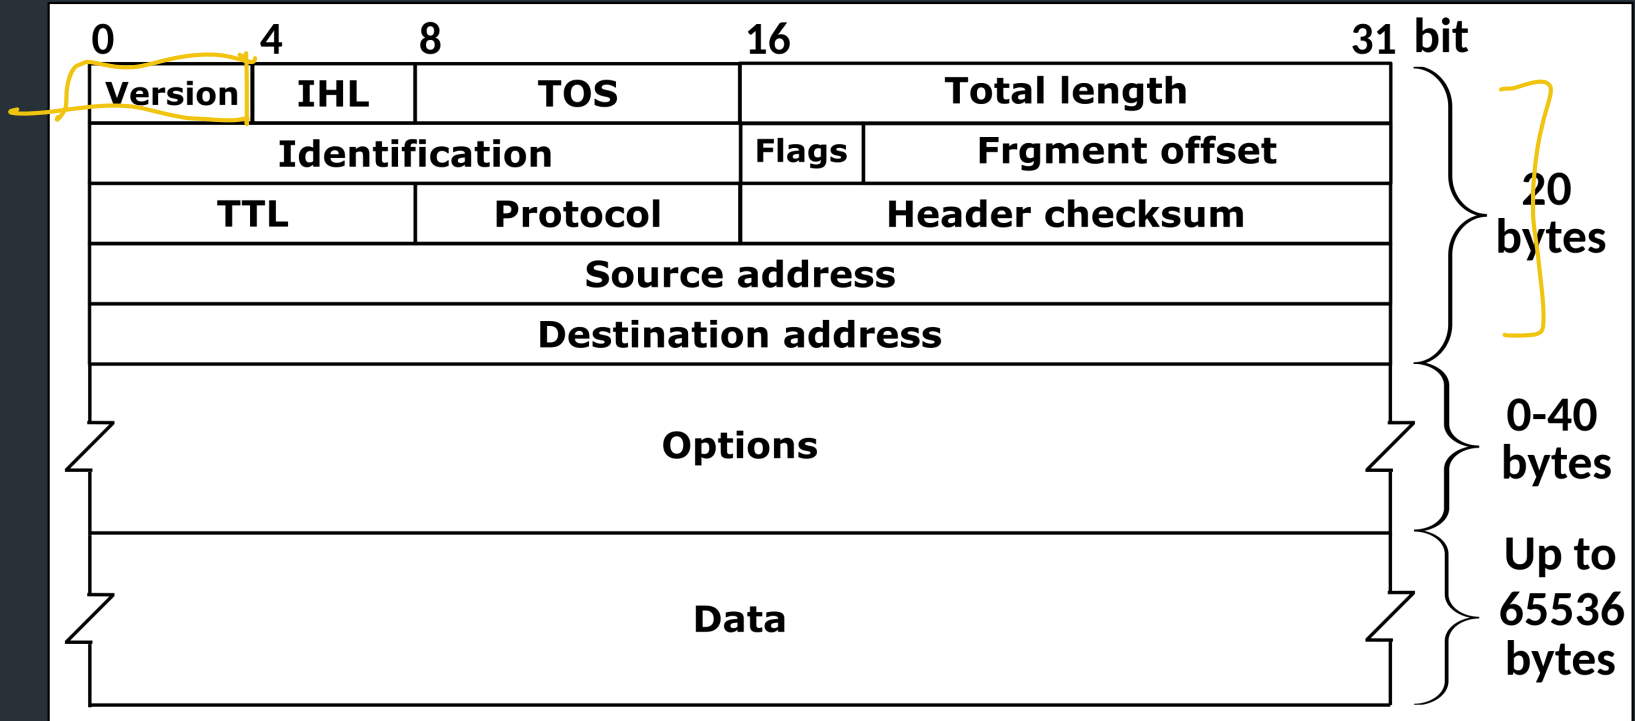 0 4 8 16 31 bit
Version IHL TOS Total length
Identification Flags Frgment offset
TTL Protocol Header checksum
Source address
Destination address
20
bytes
Options
0-40
bytes
Data
Up to
65536
bytes